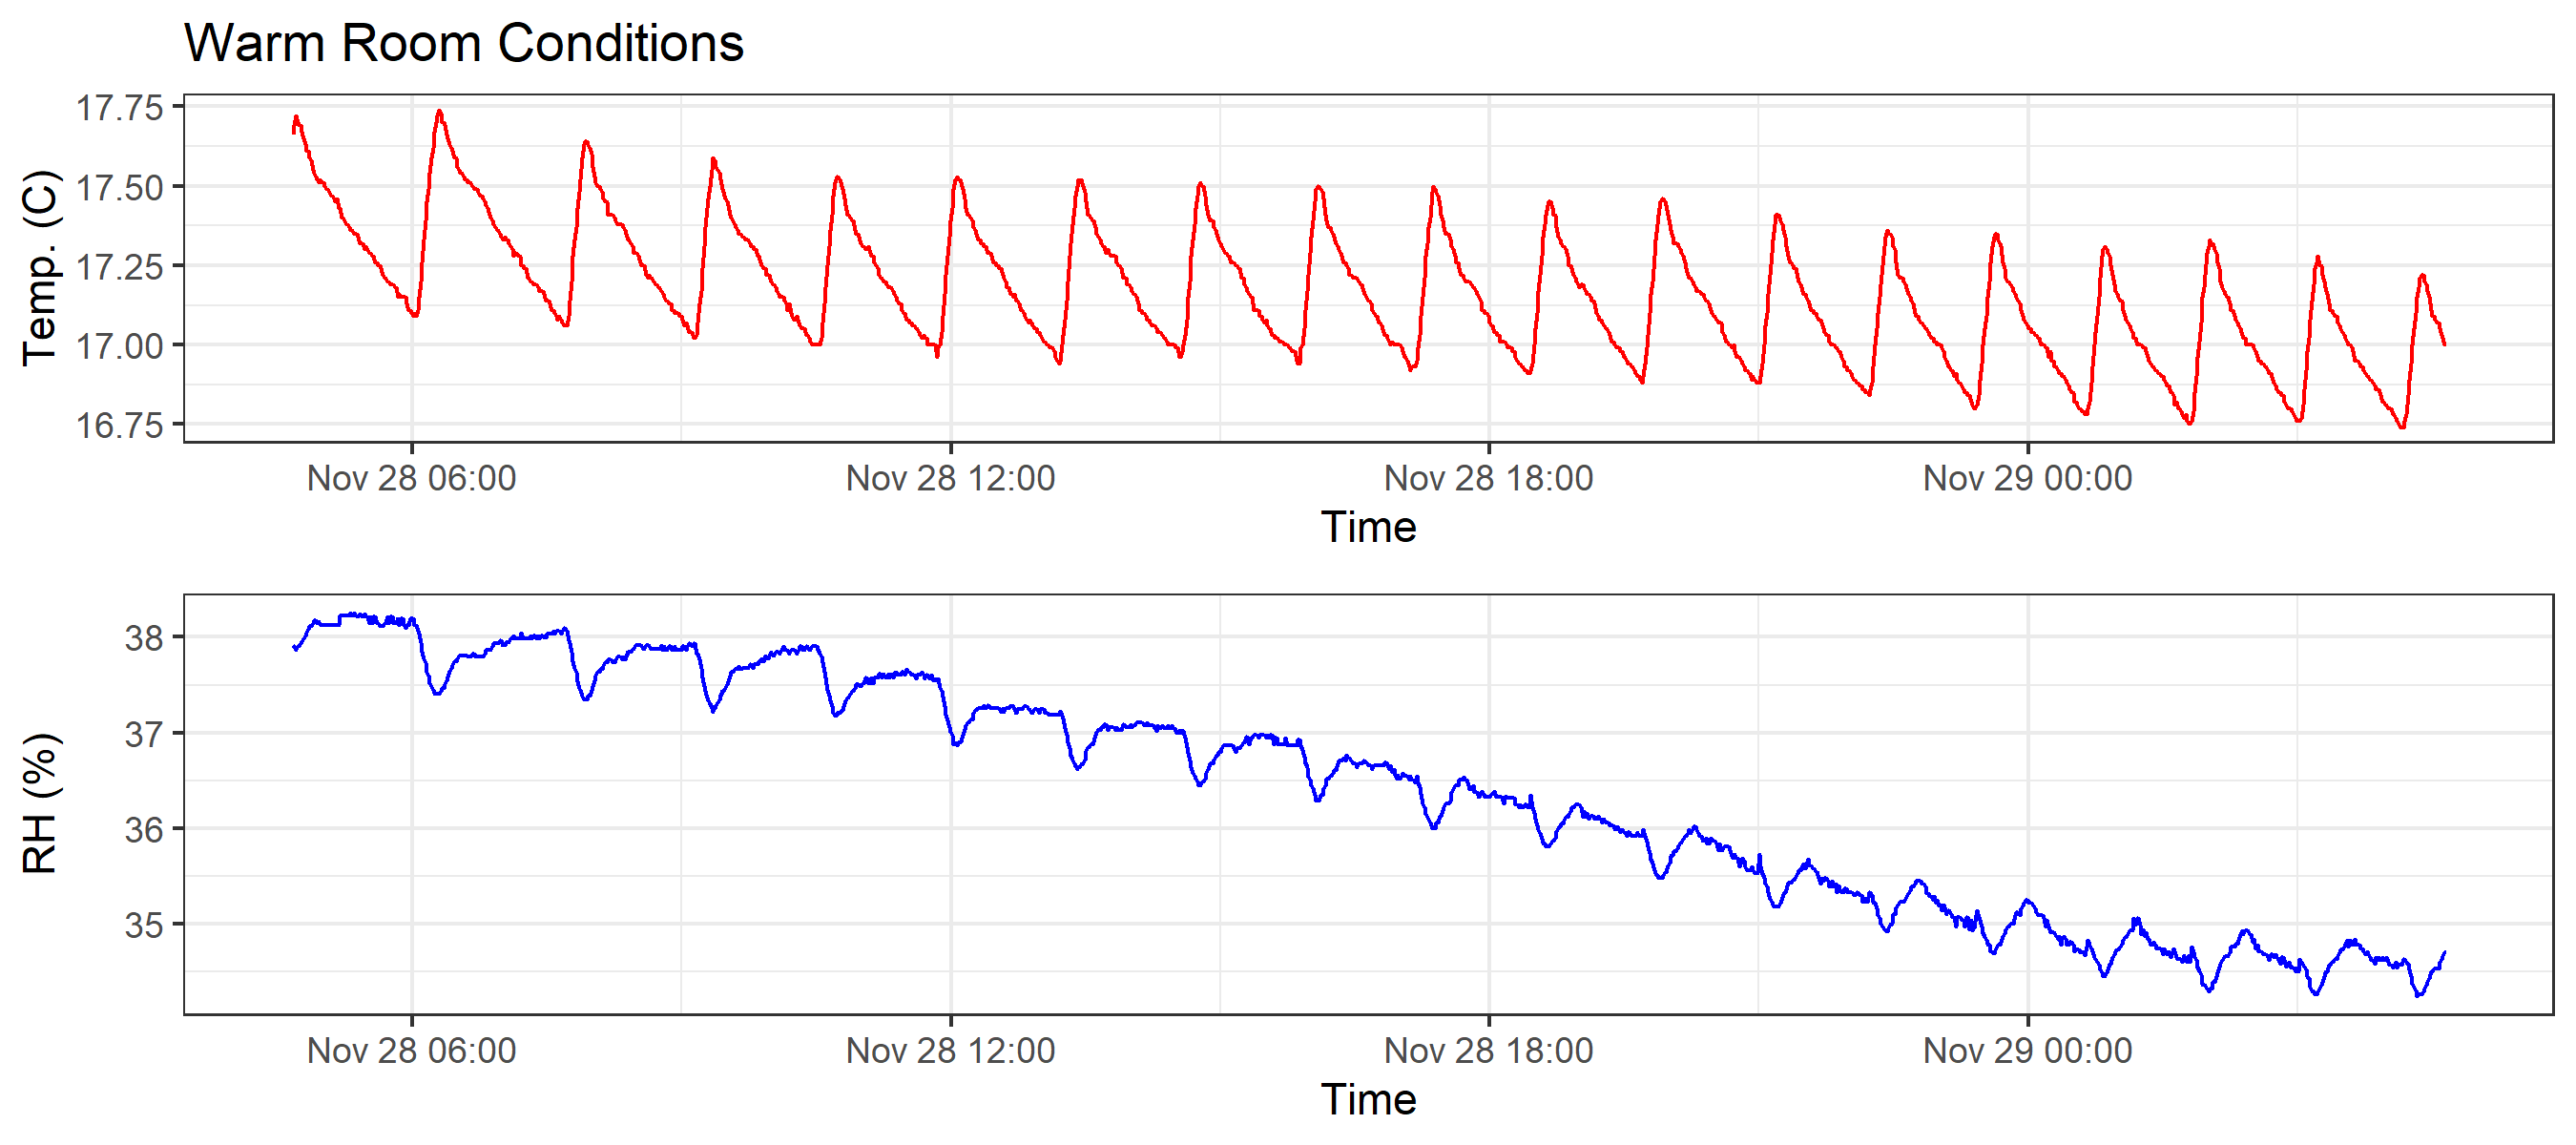 Warm Room Conditions
Temp. (C)
17.75
17.50
17.25
17.00
16.75
Nov 28 06:00 Nov 28 12:00 Nov 28 18:00 Nov 29 00:00
Time
RH (%)
38
37
36
35
Nov 28 06:00 Nov 28 12:00 Nov 28 18:00 Nov 29 00:00
Time